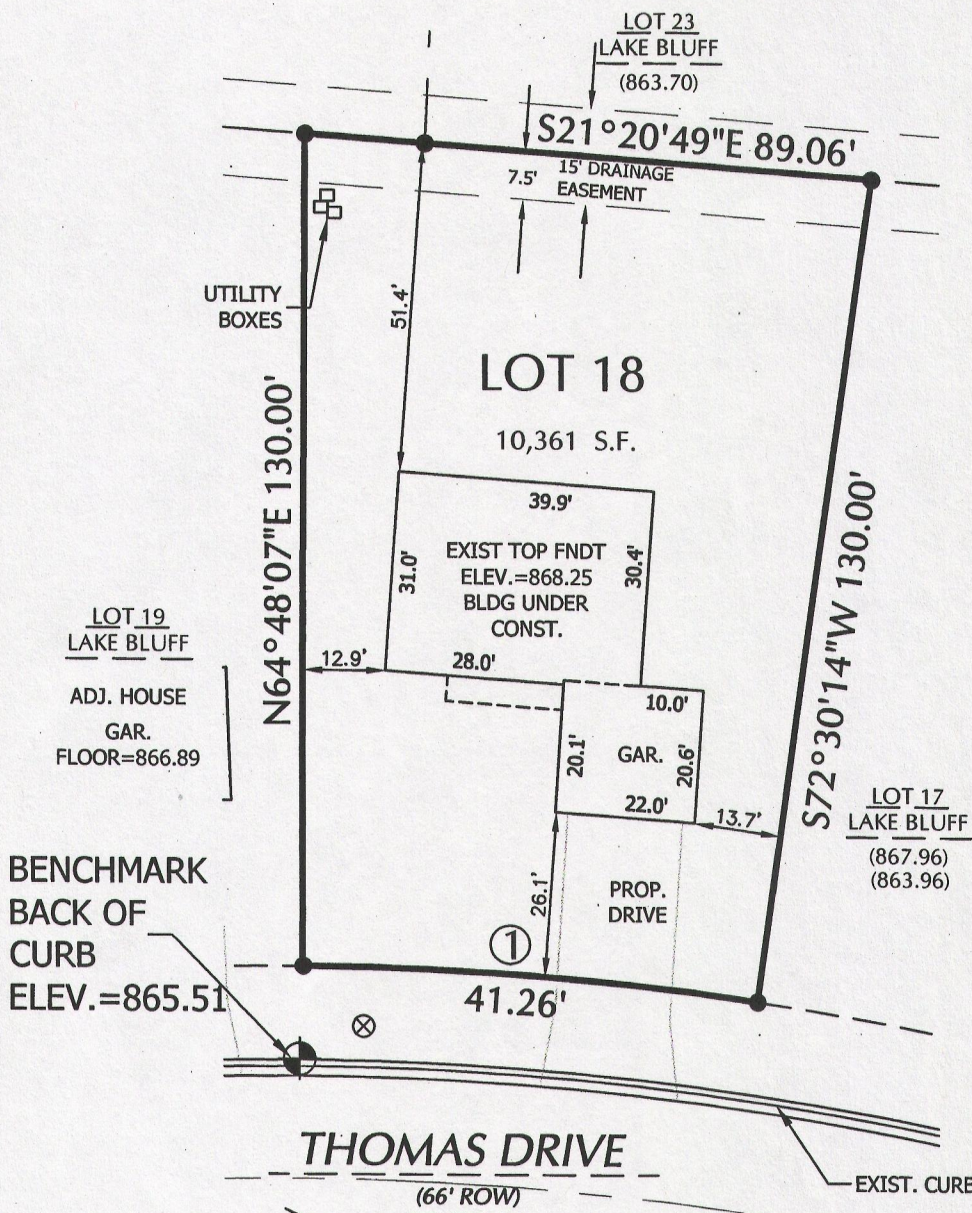 LOT 23
LAKE BLUFF
(863.70)
S21°20'49"E 89.06'
7.5'
15' DRAINAGE
EASEMENT
UTILITY
BOXES
51.4'
LOT 18
10,361 S.F.
N64°48'07"E 130.00'
S72°30'14"W 130.00'
39.9'
31.0'
30.4'
EXIST TOP FNDT
ELEV.=868.25
BLDG UNDER
CONST.
LOT 19
LAKE BLUFF
12.9'
28.0'
ADJ. HOUSE
GAR.
FLOOR=866.89
10.0'
20.1'
GAR.
20.6'
22.0'
13.7'
LOT 17
LAKE BLUFF
(867.96)
(863.96)
BENCHMARK
BACK OF
CURB
ELEV.=865.51
26.1'
PROP.
DRIVE
1
41.26'
THOMAS DRIVE
(66' ROW)
EXIST. CURB